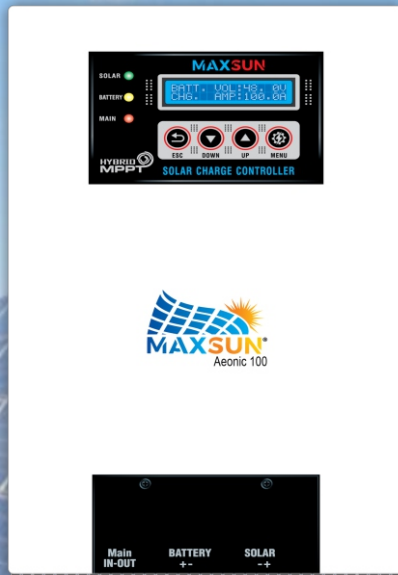 MAXSUN
SOLAR
BATT. VOL:48. 0V
CHG. AMP:100.0A
BATTERY
MAIN
ESC DOWN UP MENU
HYBRID
MPPT
SOLAR CHARGE CONTROLLER
MAXSUN®
Aeonic 100
Main BATTERY SOLAR
IN-OUT +- -+